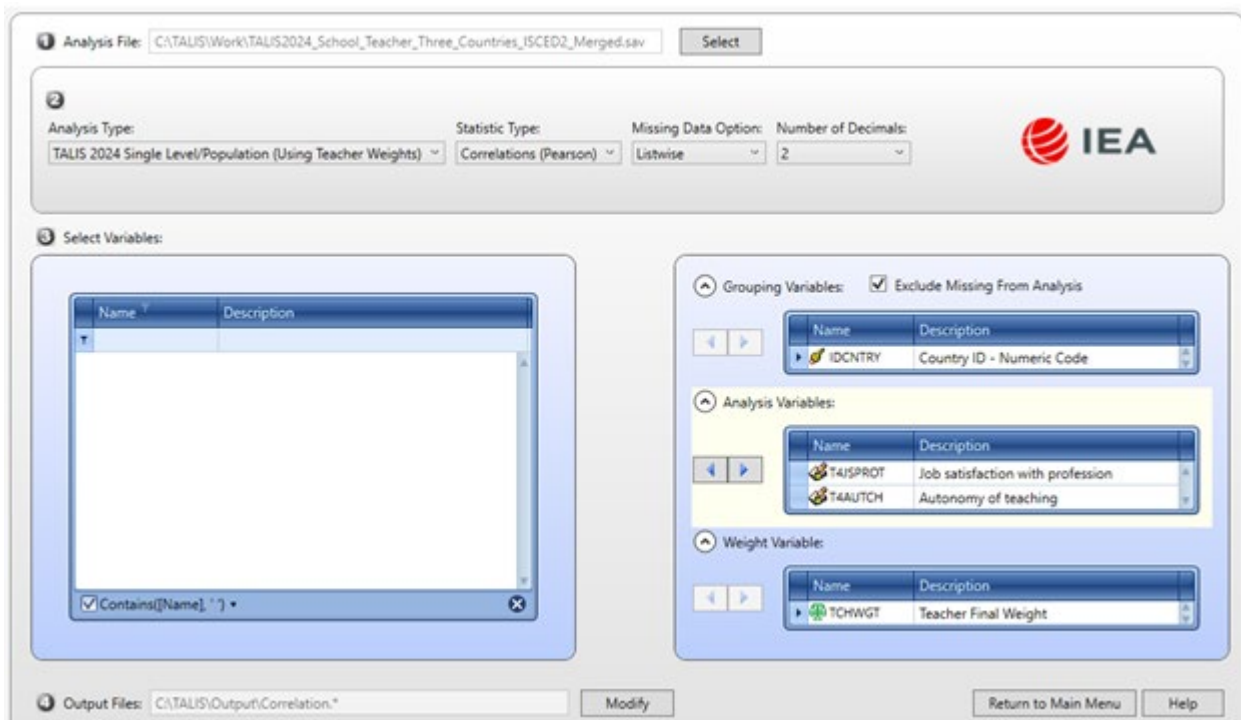 1 Analysis File: C:\TALIS\Work\TALIS2024_School_Teacher_Three_Countries_ISCED2_Merged.sav Select
2
Analysis Type: Statistic Type: Missing Data Option: Number of Decimals:
TALIS 2024 Single Level/Population (Using Teacher Weights) Correlations (Pearson) Listwise 2
IEA
3 Select Variables:
Name Description
Contains([Name], ' ')
Grouping Variables: Exclude Missing From Analysis
Name Description
IDCNTRY Country ID - Numeric Code
Analysis Variables:
Name Description
T4JSPROT Job satisfaction with profession
T4AUTCH Autonomy of teaching
Weight Variable:
Name Description
TCHWGT Teacher Final Weight
4 Output Files: C:\TALIS\Output\Correlation.* Modify Return to Main Menu Help